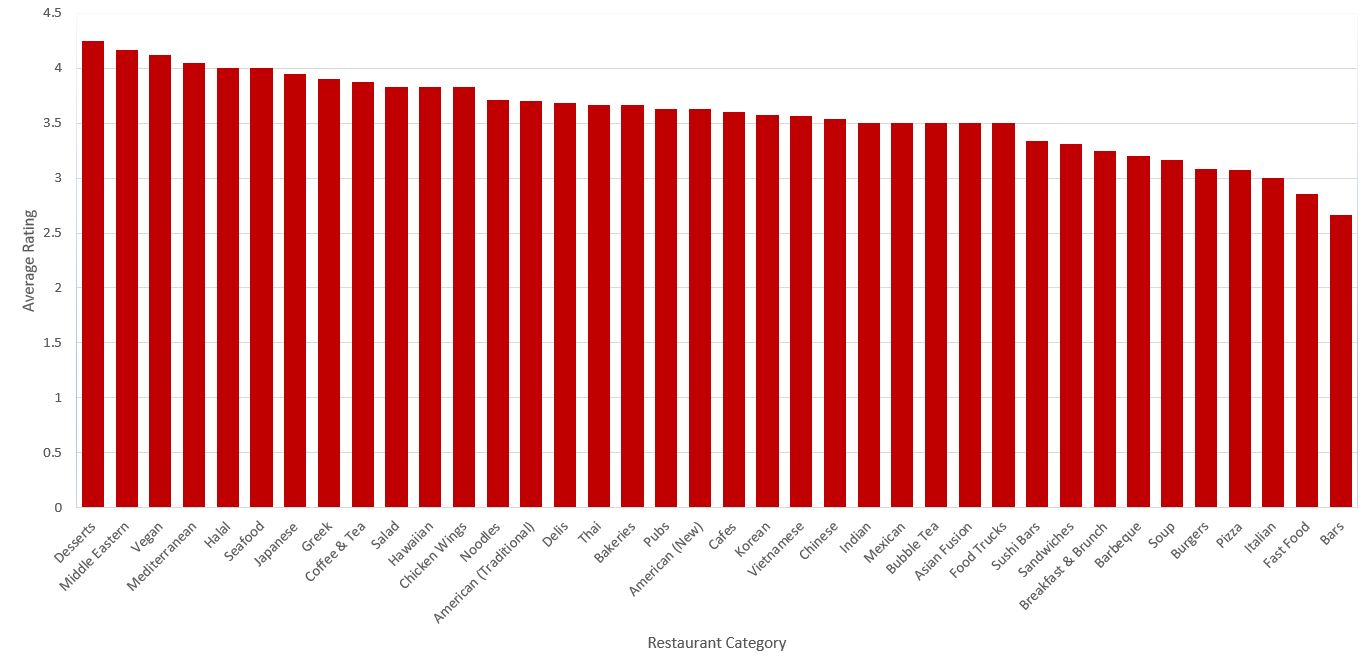 4.5
4
3.5
3
2.5
2
1.5
1
0.5
0
Average Rating
Desserts
Middle Eastern
Vegan
Mediterranean
Halal
Seafood
Japanese
Greek
Coffee & Tea
Salad
Hawaiian
Chicken Wings
Noodles
American (Traditional)
Delis
Thai
Bakeries
Pubs
American (New)
Cafes
Korean
Vietnamese
Chinese
Indian
Mexican
Bubble Tea
Asian Fusion
Food Trucks
Sushi Bars
Sandwiches
Breakfast & Brunch
Barbeque
Soup
Burgers
Pizza
Italian
Fast Food
Bars
Restaurant Category